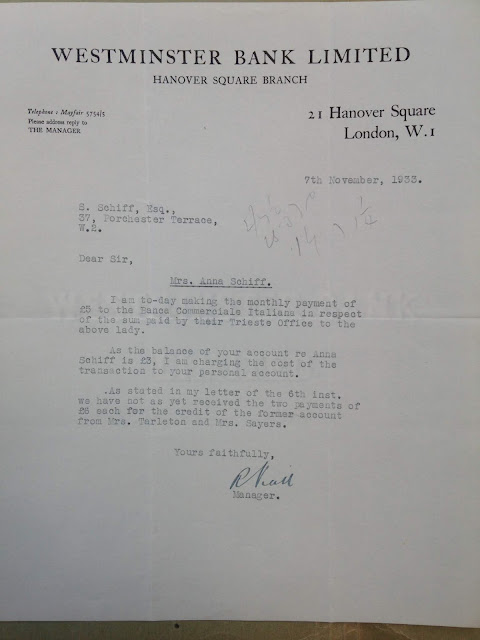 WESTMINSTER BANK LIMITED
HANOVER SQUARE BRANCH
Telephone : Mayfair 5754/5
Please address reply to
THE MANAGER
21 Hanover Square
London, W.1
7th November, 1933.
S. Schiff, Esq.,
37, Porchester Terrace,
W.2.
Dear Sir,
Mrs. Anna Schiff.
I am to-day making the monthly payment of
£5 to the Banca Commerciale Italiana in respect
of the sum paid by their Trieste Office to the
above lady.
As the balance of your account re Anna
Schiff is £3, I am charging the cost of the
transaction to your personal account.
.As stated in my letter of the 6th inst.
we have not as yet received the two payments of
£6 each for the credit of the former account
from Mrs. Tarleton and Mrs. Sayers.
Yours faithfully,
Manager.